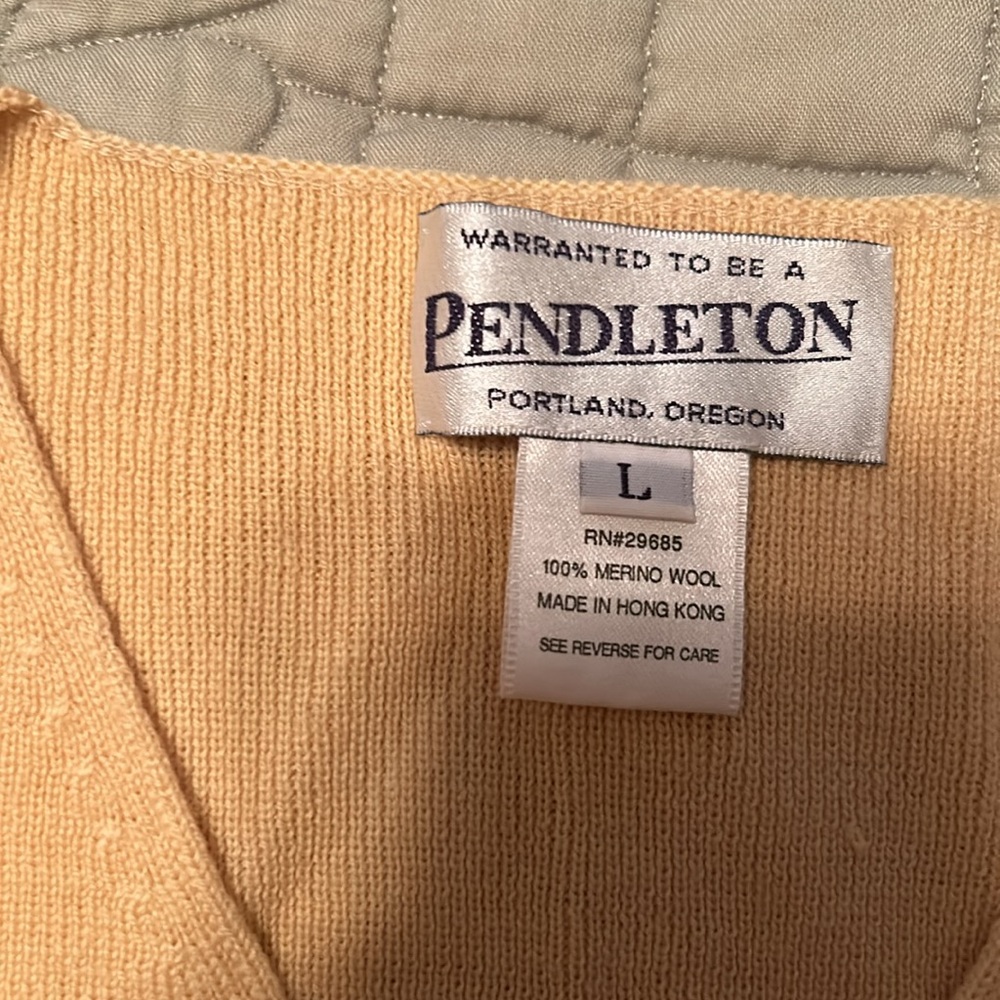 WARRANTED TO BE A
PENDLETON
PORTLAND, OREGON
L
RN#29685
100% MERINO WOOL
MADE IN HONG KONG
SEE REVERSE FOR CARE